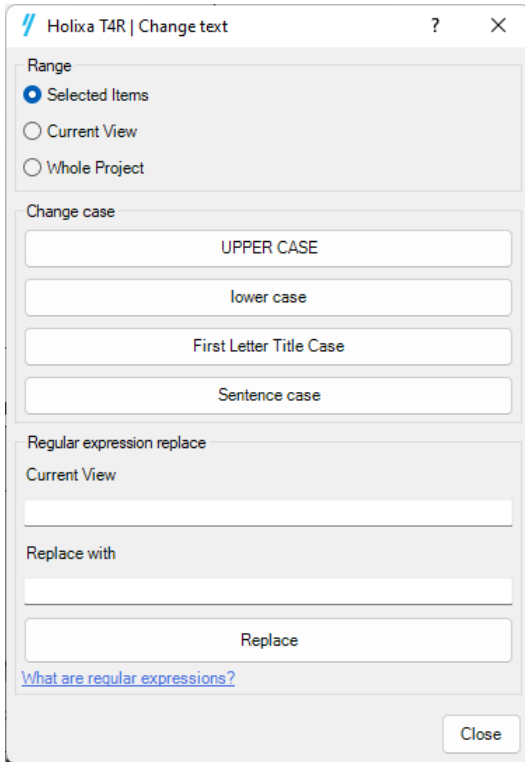 Holixa T4R | Change text ? ×
Range
Selected Items
Current View
Whole Project
Change case
UPPER CASE
lower case
First Letter Title Case
Sentence case
Regular expression replace
Current View
Replace with
Replace
What are regular expressions?
Close